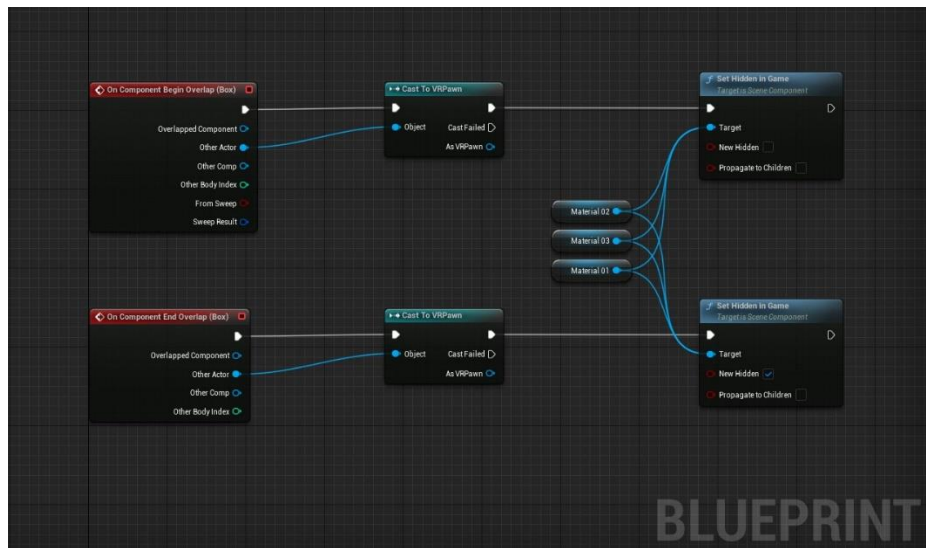 On Component Begin Overlap (Box)
Overlapped Component
Other Actor
Other Comp
Other Body Index
From Sweep
Sweep Result
Cast To VRPawn
Object
Cast Failed
As VRPawn
Set Hidden in Game
Target is Scene Component
Target
New Hidden
Propagate to Children
Material 02
Material 03
Material 01
On Component End Overlap (Box)
Overlapped Component
Other Actor
Other Comp
Other Body Index
Cast To VRPawn
Object
Cast Failed
As VRPawn
Set Hidden in Game
Target is Scene Component
Target
New Hidden
Propagate to Children
BLUEPRINT